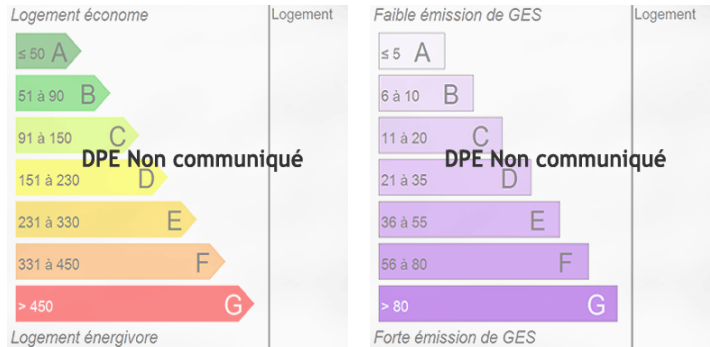 Logement économe
Logement
≤ 50 A
51 à 90 B
91 à 150 C
DPE Non communiqué
151 à 230 D
231 à 330 E
331 à 450 F
> 450 G
Logement énergivore
Faible émission de GES
Logement
≤ 5 A
6 à 10 B
11 à 20 C
DPE Non communiqué
21 à 35 D
36 à 55 E
56 à 80 F
> 80 G
Forte émission de GES